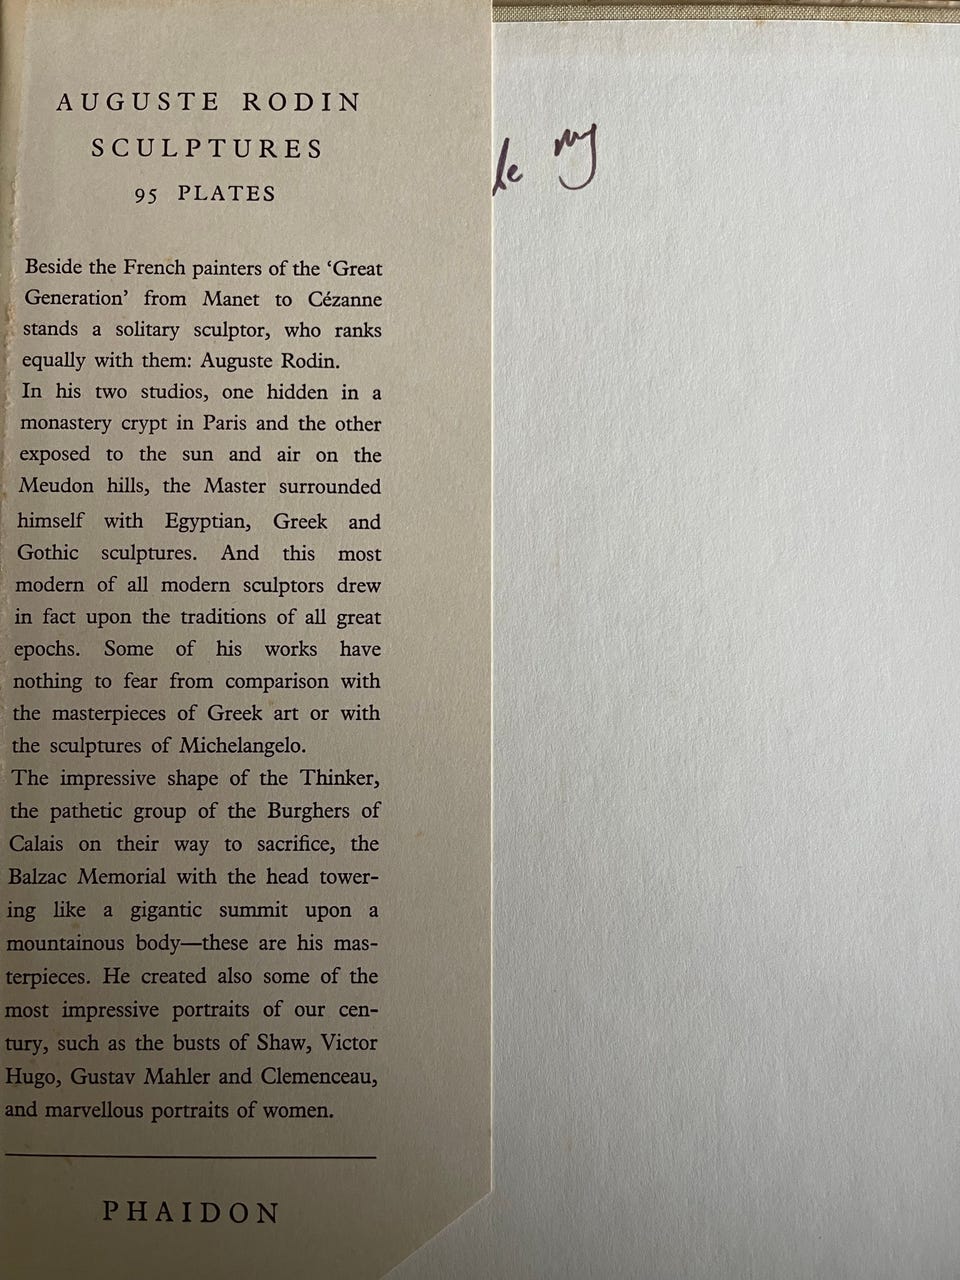 AUGUSTE RODIN
SCULPTURES
95 PLATES
Beside the French painters of the ‘Great
Generation’ from Manet to Cézanne
stands a solitary sculptor, who ranks
equally with them: Auguste Rodin.
In his two studios, one hidden in a
monastery crypt in Paris and the other
exposed to the sun and air on the
Meudon hills, the Master surrounded
himself with Egyptian, Greek and
Gothic sculptures. And this most
modern of all modern sculptors drew
in fact upon the traditions of all great
epochs. Some of his works have
nothing to fear from comparison with
the masterpieces of Greek art or with
the sculptures of Michelangelo.
The impressive shape of the Thinker,
the pathetic group of the Burghers of
Calais on their way to sacrifice, the
Balzac Memorial with the head tower-
ing like a gigantic summit upon a
mountainous body—these are his mas-
terpieces. He created also some of the
most impressive portraits of our cen-
tury, such as the busts of Shaw, Victor
Hugo, Gustav Mahler and Clemenceau,
and marvellous portraits of women.
PHAIDON